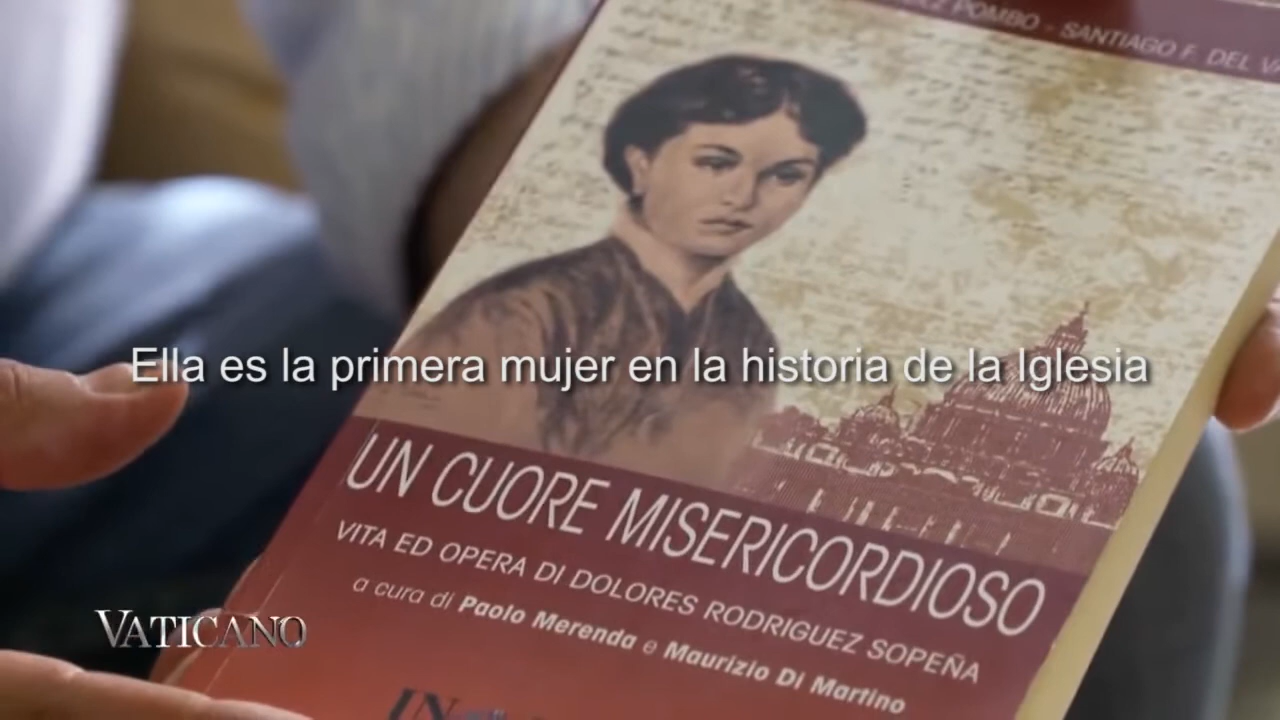 POMBO - SANTIAGO F. DEL
Ella es la primera mujer en la historia de la Iglesia
UN CUORE MISERICORDIOSO
VITA ED OPERA DI DOLORES RODRIGUEZ SOPEÑA
a cura di Paolo Merenda e Maurizio Di Martino
VATICANO
IN